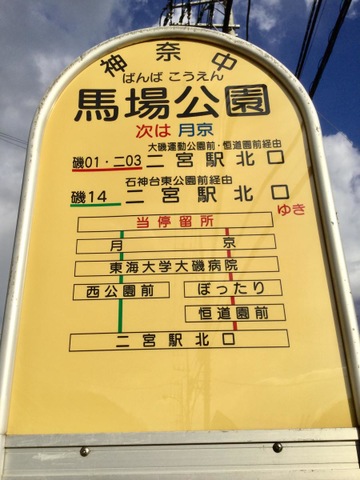 神奈中
ばんば こうえん
馬場公園
次は 月京
大磯運動公園前・恒道園前経由
磯01・二03 二宮駅北口
石神台東公園前経由
磯14 二宮駅北口
ゆき
当停留所
月 京
東海大学大磯病院
西公園前 ぽったり
恒道園前
二宮駅北口